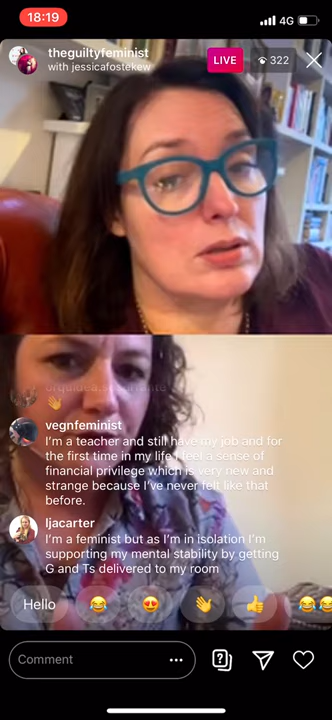 18:19
4G
theguiltyfeminist
with jessicafostekew
LIVE
322
vegnfeminist
I'm a teacher and still have my job and for
the first time in my life I feel a sense of
financial privilege which is very new and
strange because I've never felt like that
before.
ljacarter
I'm a feminist but as I'm in isolation I'm
supporting my mental stability by getting
G and Ts delivered to my room
Hello
Comment